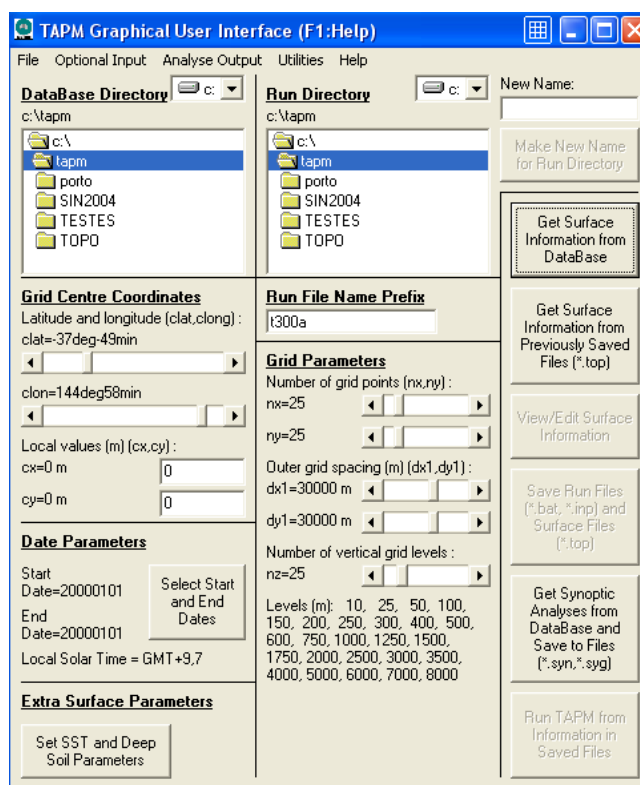 TAPM Graphical User Interface (F1:Help)
File Optional Input Analyse Output Utilities Help
DataBase Directory
c:
c:\tapm
c:\
tapm
porto
SIN2004
TESTES
TOPO
Run Directory
c:
c:\tapm
c:\
tapm
porto
SIN2004
TESTES
TOPO
New Name:
Make New Name
for Run Directory
Get Surface
Information from
DataBase
Get Surface
Information from
Previously Saved
Files (*.top)
View/Edit Surface
Information
Save Run Files
(*.bat, *.inp) and
Surface Files
(*.top)
Get Synoptic
Analyses from
DataBase and
Save to Files
(*.syn,*.syg)
Run TAPM from
Information in
Saved Files
Grid Centre Coordinates
Latitude and longitude (clat,clong) :
clat=-37deg-49min
clon=144deg58min
Local values (m) (cx,cy) :
cx=0 m
0
cy=0 m
0
Date Parameters
Start
Date=20000101
End
Date=20000101
Select Start
and End
Dates
Local Solar Time = GMT+9,7
Extra Surface Parameters
Set SST and Deep
Soil Parameters
Run File Name Prefix
t300a
Grid Parameters
Number of grid points (nx,ny) :
nx=25
ny=25
Outer grid spacing (m) (dx1,dy1) :
dx1=30000 m
dy1=30000 m
Number of vertical grid levels :
nz=25
Levels (m): 10, 25, 50, 100,
150, 200, 250, 300, 400, 500,
600, 750, 1000, 1250, 1500,
1750, 2000, 2500, 3000, 3500,
4000, 5000, 6000, 7000, 8000